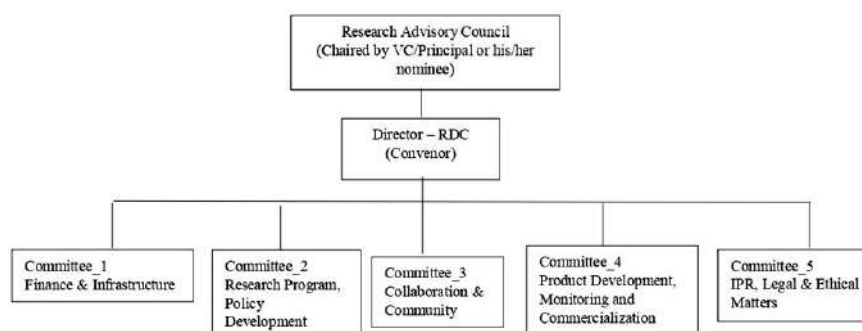 Research Advisory Council
(Chaired by VC/Principal or his/her
nominee)
Director – RDC
(Convenor)
Committee_1
Finance & Infrastructure
Committee_2
Research Program,
Policy
Development
Committee_3
Collaboration &
Community
Committee_4
Product Development,
Monitoring and
Commercialization
Committee_5
IPR, Legal & Ethical
Matters